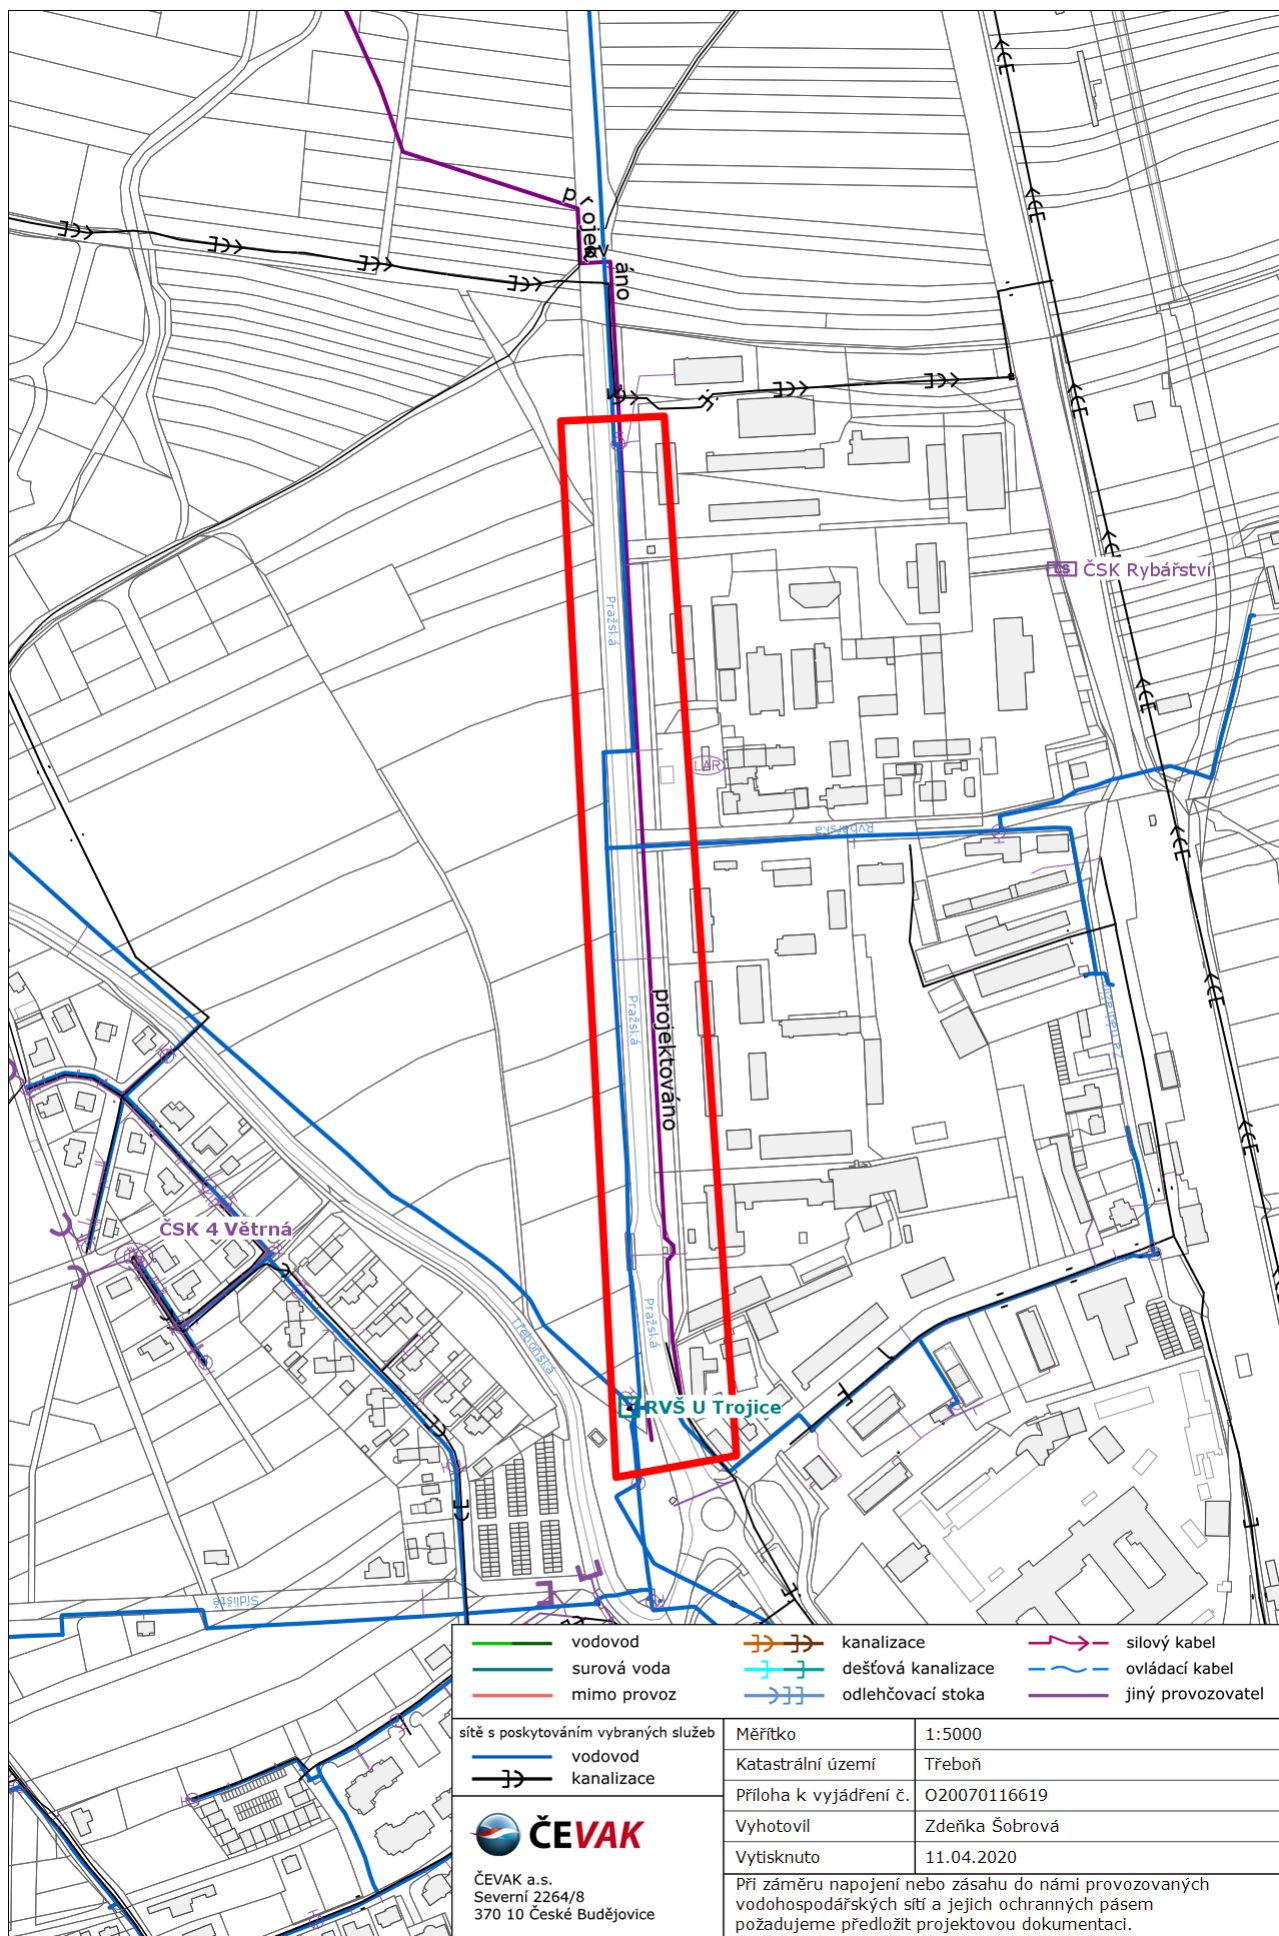 projek
V
áno
ČS ČSK Rybářství
Pražská
LAR
Rybářská
Pražská
projektováno
ČSK 4 Větrná
Třeboňská
Pražská
RVŠ U Trojice
Sídliště
vodovod
surová voda
mimo provoz
kanalizace
dešťová kanalizace
odlehčovací stoka
silový kabel
ovládací kabel
jiný provozovatel
sítě s poskytováním vybraných služeb
vodovod
kanalizace
Měřítko 1:5000
Katastrální území Třeboň
Příloha k vyjádření č. O20070116619
Vyhotovil Zdeňka Šobrová
Vytisknuto 11.04.2020
ČEVAK
ČEVAK a.s.
Severní 2264/8
370 10 České Budějovice
Při záměru napojení nebo zásahu do námi provozovaných
vodohospodářských sítí a jejich ochranných pásem
požadujeme předložit projektovou dokumentaci.